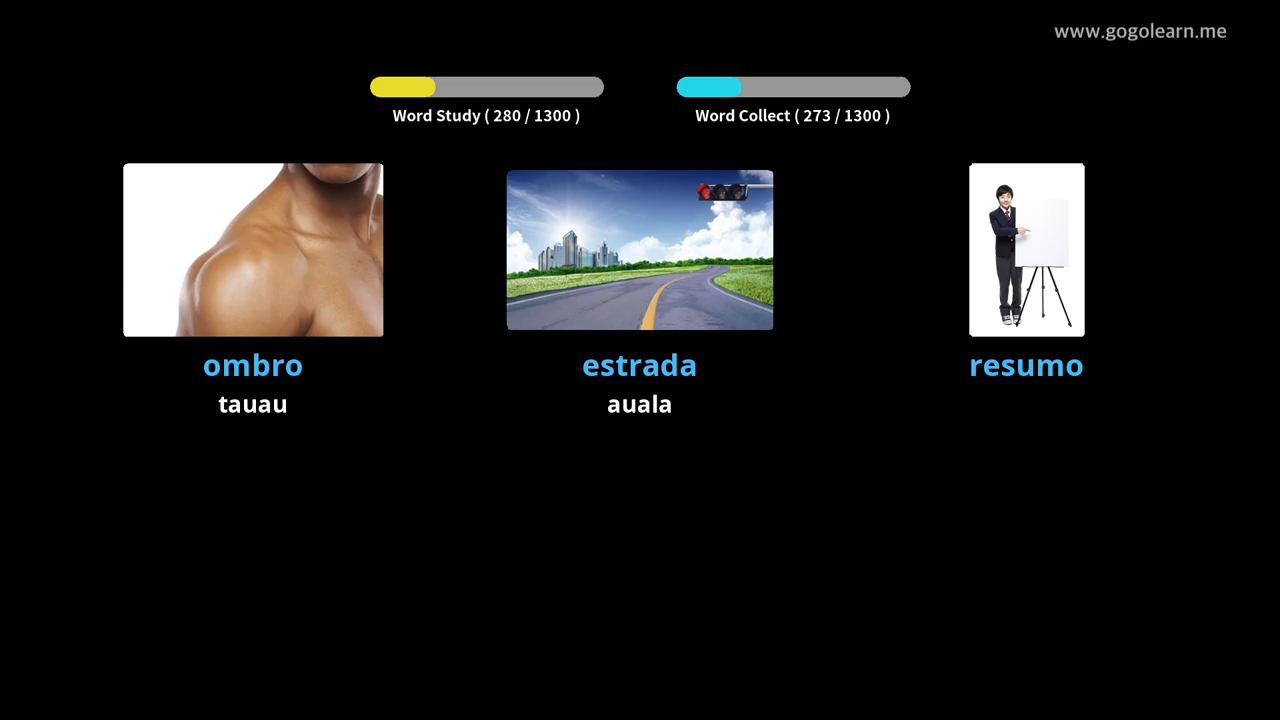 www.gogolearn.me
Word Study ( 280 / 1300 )
Word Collect ( 273 / 1300 )
ombro
estrada
resumo
tauau
auala